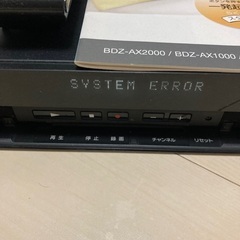 BDZ-AX2000 / BDZ-AX1000
SYSTEM ERROR
再生 停止 録画 チャンネル リセット